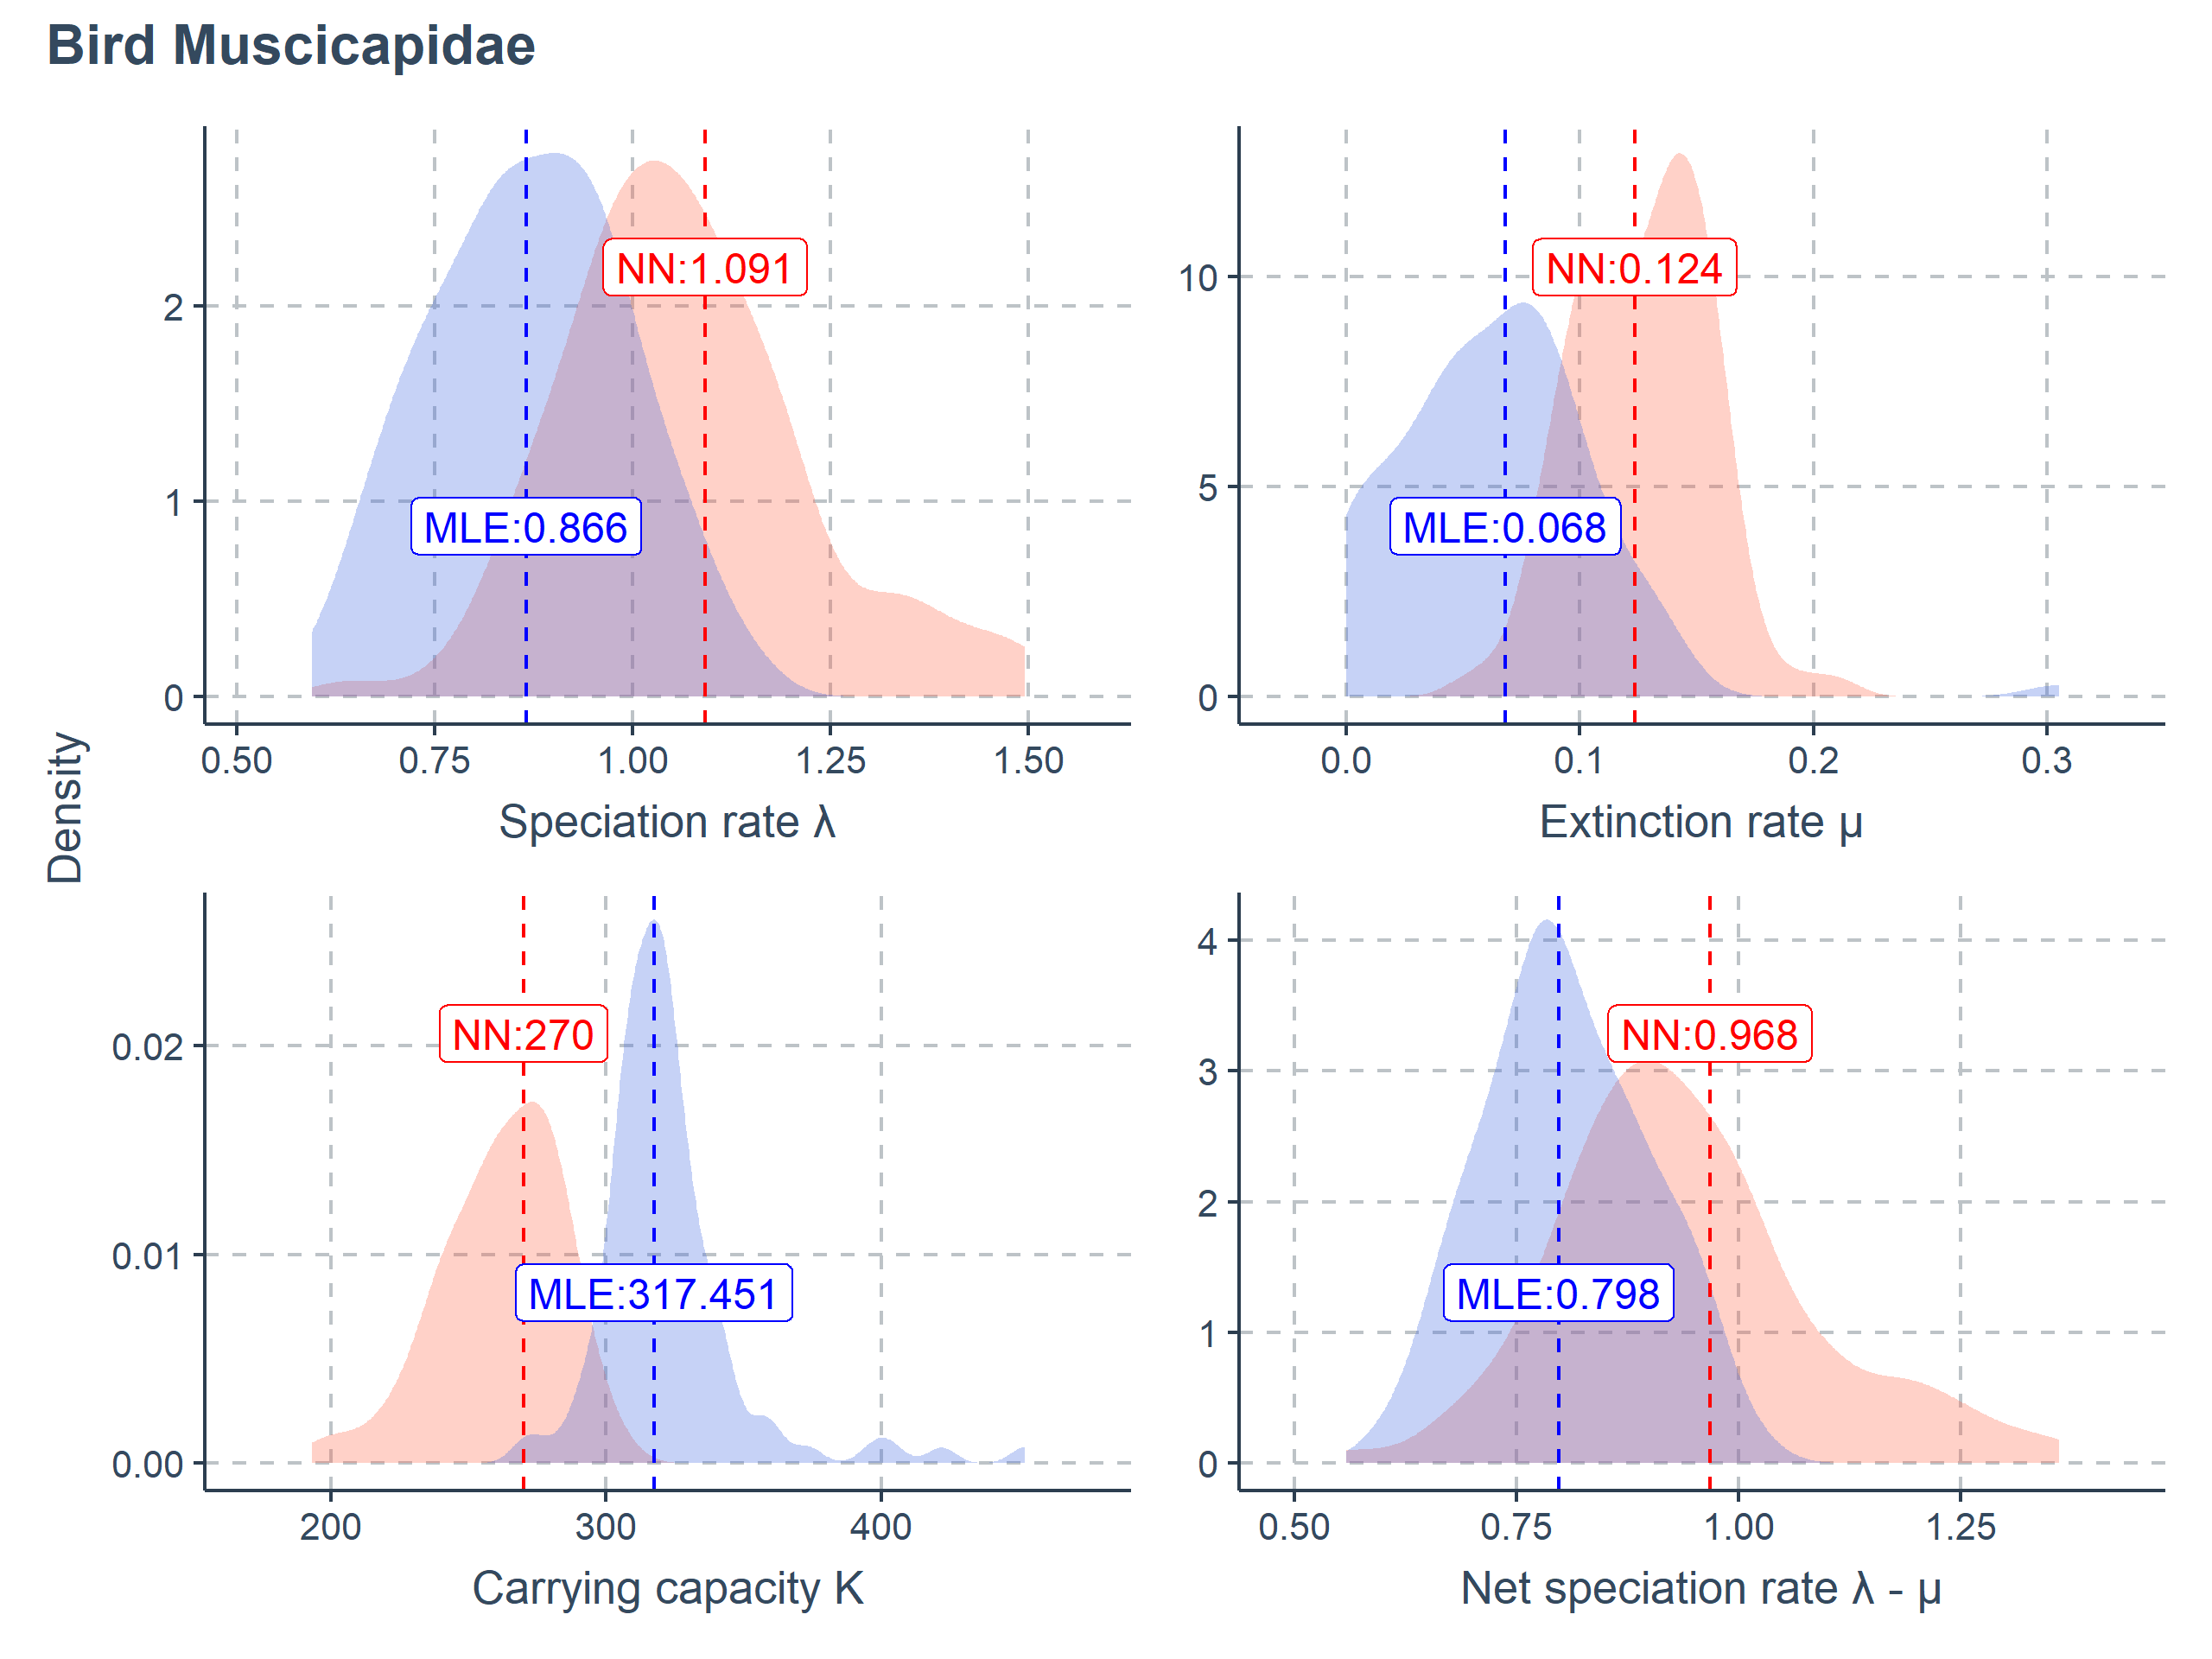 Bird Muscicapidae
Density
2
1
0
NN:1.091
MLE:0.866
0.50 0.75 1.00 1.25 1.50
Speciation rate λ
10
5
0
NN:0.124
MLE:0.068
0.0 0.1 0.2 0.3
Extinction rate μ
0.02
0.01
0.00
NN:270
MLE:317.451
200 300 400
Carrying capacity K
4
3
2
1
0
NN:0.968
MLE:0.798
0.50 0.75 1.00 1.25
Net speciation rate λ - μ